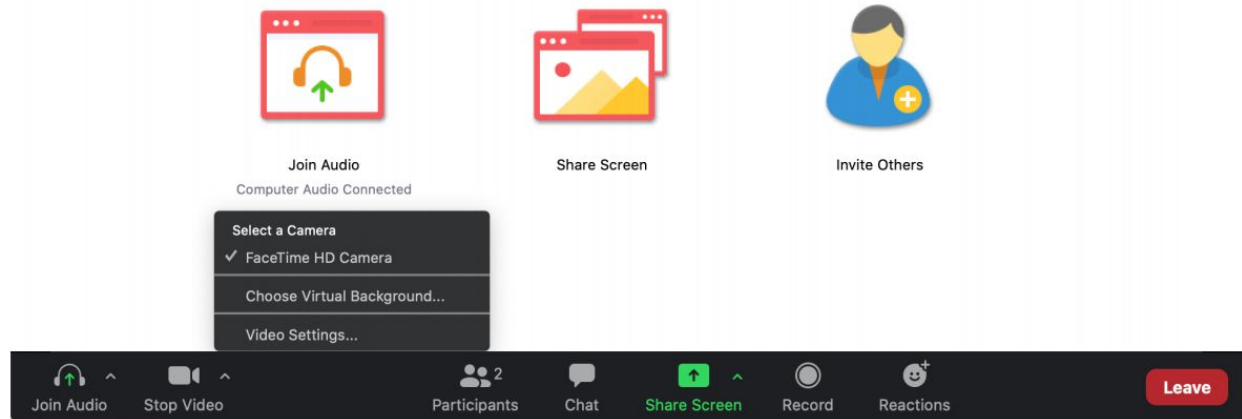 Join Audio
Share Screen
Invite Others
Computer Audio Connected
Select a Camera
✓ FaceTime HD Camera
Choose Virtual Background...
Video Settings...
Join Audio
Stop Video
Participants
2
Chat
Share Screen
Record
Reactions
Leave